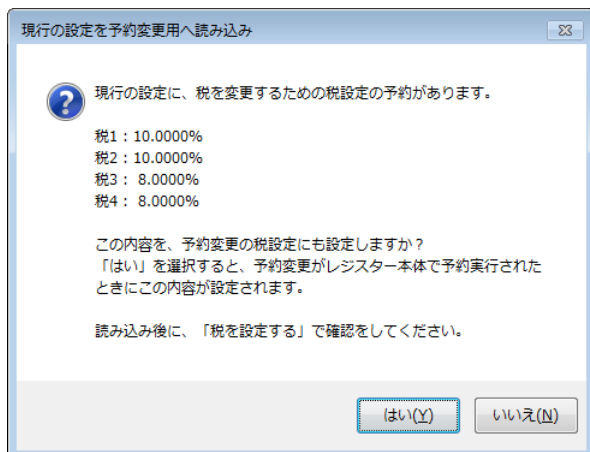 現行の設定を予約変更用へ読み込み
現行の設定に、税を変更するための税設定の予約があります。
税1：10.0000%
税2：10.0000%
税3： 8.0000%
税4： 8.0000%
この内容を、予約変更の税設定にも設定しますか？
「はい」を選択すると、予約変更がレジスター本体で予約実行された
ときにこの内容が設定されます。
読み込み後に、「税を設定する」で確認をしてください。
はい(Y) いいえ(N)